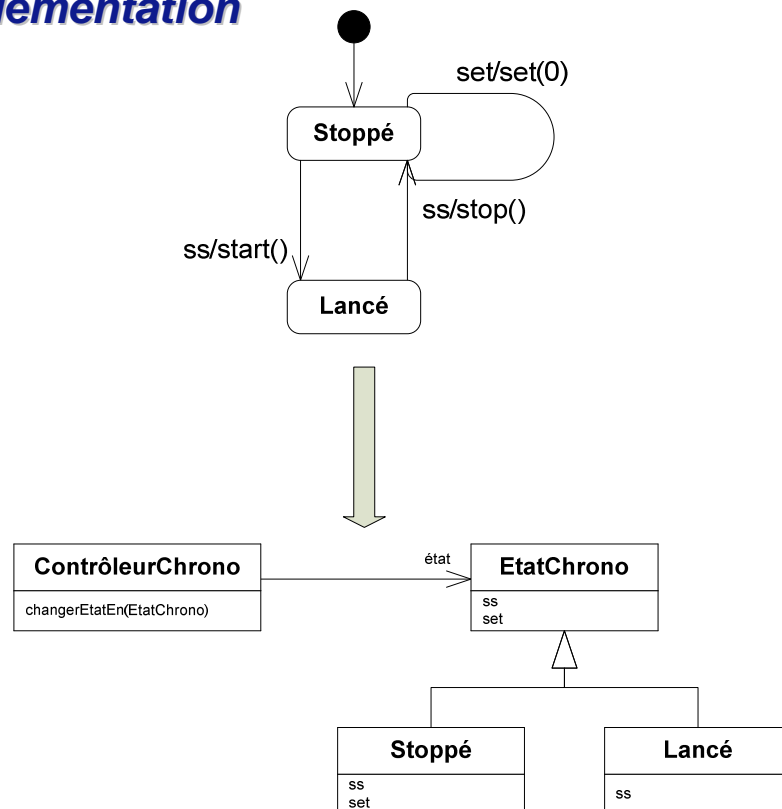 lémentation
set/set(0)
Stoppé
ss/stop()
ss/start()
Lancé
état
ContrôleurChrono
EtatChrono
changerEtatEn(EtatChrono)
ss
set
Stoppé
Lancé
ss
set
ss